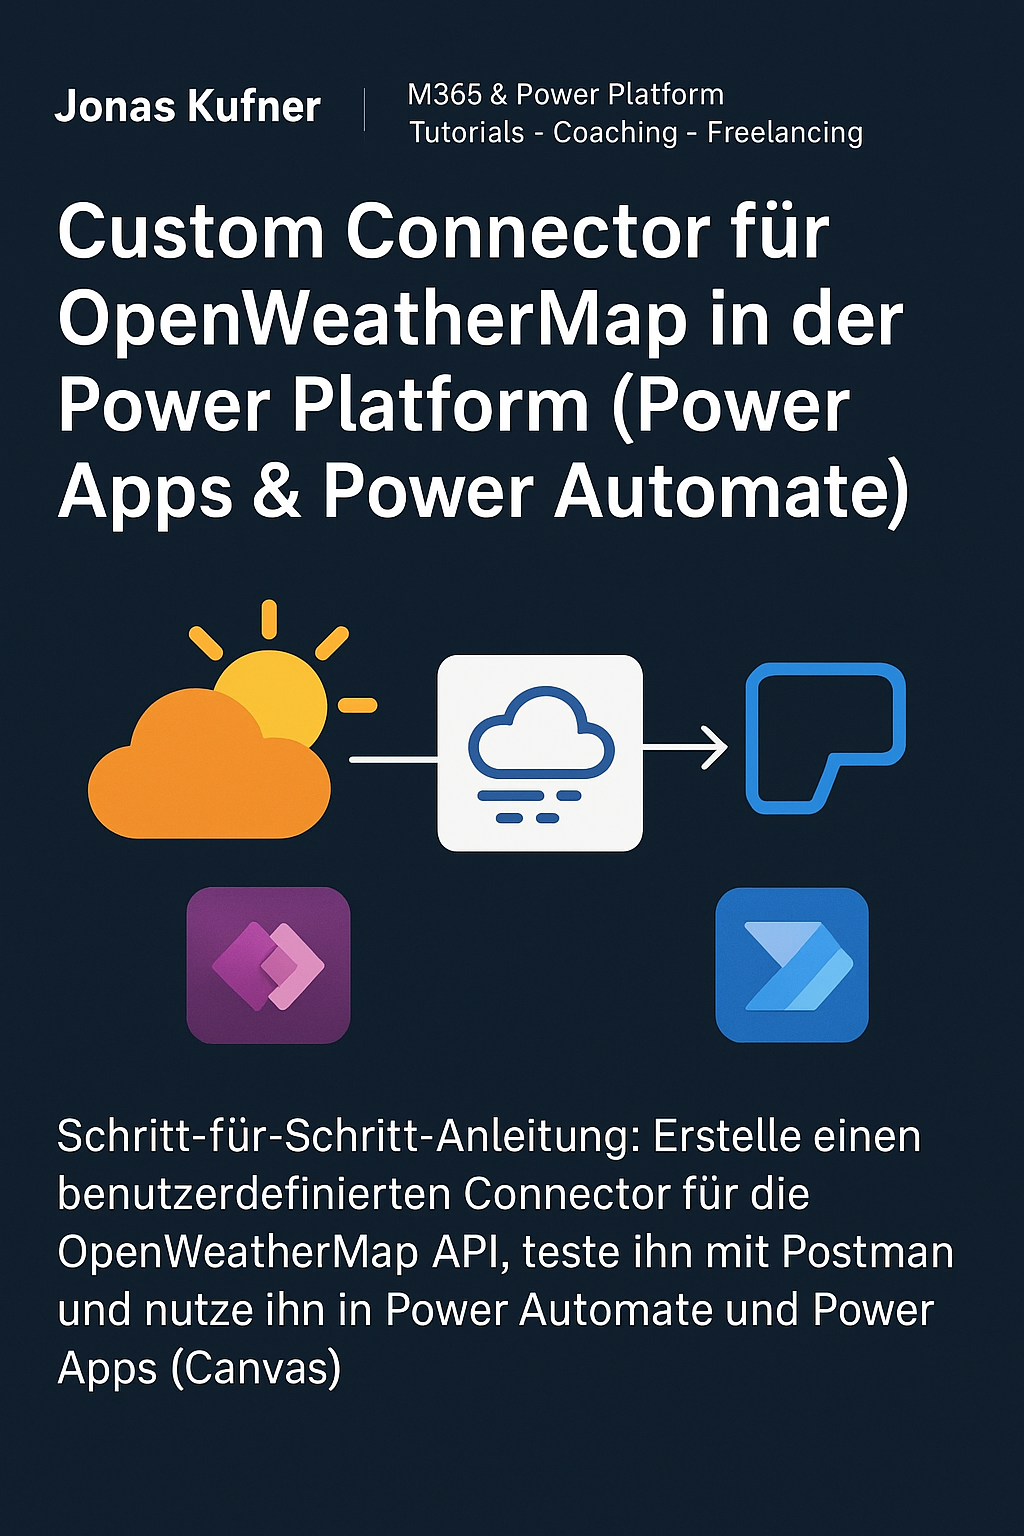 Jonas Kufner
M365 & Power Platform
Tutorials - Coaching - Freelancing
Custom Connector für
OpenWeatherMap in der
Power Platform (Power
Apps & Power Automate)
Schritt-für-Schritt-Anleitung: Erstelle einen
benutzerdefinierten Connector für die
OpenWeatherMap API, teste ihn mit Postman
und nutze ihn in Power Automate und Power
Apps (Canvas)